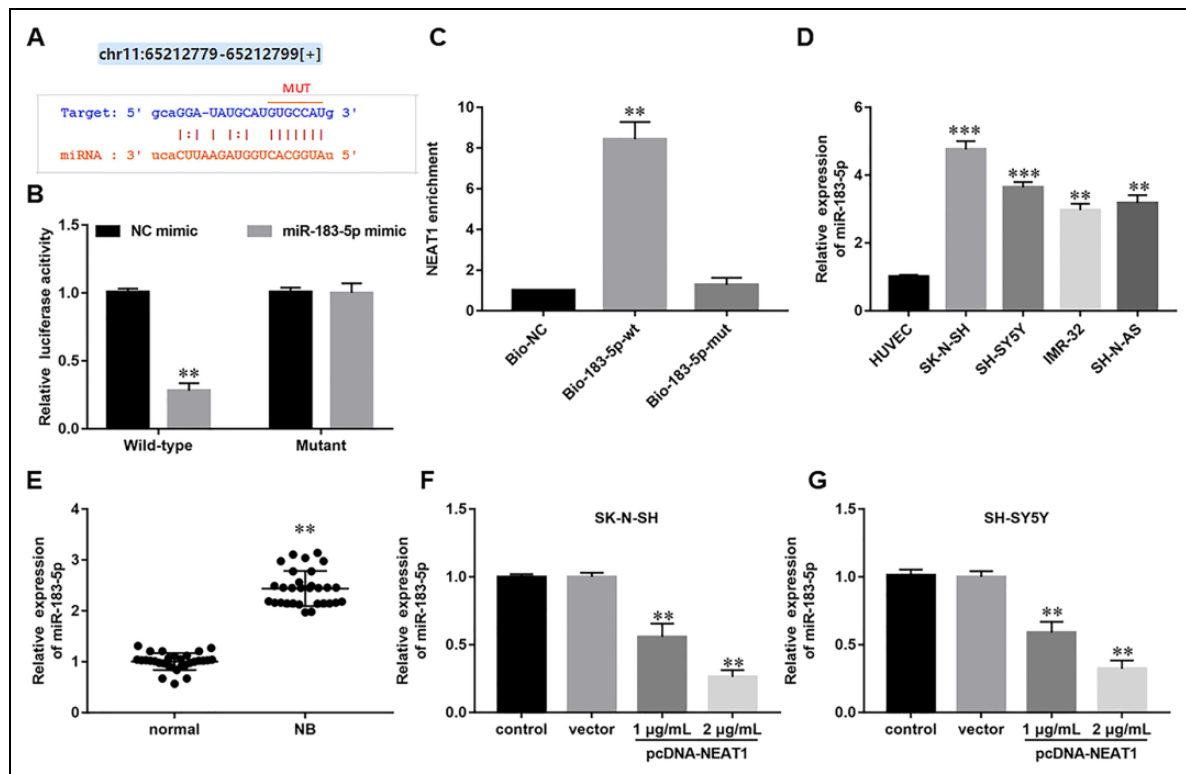 A
chr11:65212779-65212799[+]
MUT
Target: 5' gcaGGA-UAUGCAUGUGCCAUg 3'
|:| | |:| |||||||
miRNA : 3' ucaCUUAAGAUGGUCACGGUAu 5'
B
Relative luciferase acitivity
1.5
1.0
0.5
0.0
NC mimic
miR-183-5p mimic
**
Wild-type
Mutant
C
NEAT1 enrichment
10
8
6
4
2
0
**
Bio-NC
Bio-183-5p-wt
Bio-183-5p-mut
D
Relative expression
of miR-183-5p
6
4
2
0
***
***
**
**
HUVEC
SK-N-SH
SH-SY5Y
IMR-32
SH-N-AS
E
Relative expression
of miR-183-5p
4
3
2
1
0
**
normal
NB
F
SK-N-SH
Relative expression
of miR-183-5p
1.5
1.0
0.5
0.0
**
**
control
vector
1 μg/mL
2 μg/mL
pcDNA-NEAT1
G
SH-SY5Y
Relative expression
of miR-183-5p
1.5
1.0
0.5
0.0
**
**
control
vector
1 μg/mL
2 μg/mL
pcDNA-NEAT1